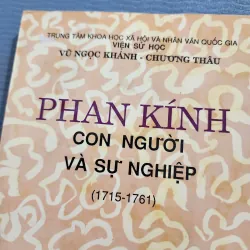 TRUNG TÂM KHOA HỌC XÃ HỘI VÀ NHÂN VĂN QUỐC GIA
VIỆN SỬ HỌC
VŨ NGỌC KHÁNH - CHƯƠNG THÂU
PHAN KÍNH
CON NGƯỜI
VÀ SỰ NGHIỆP
(1715-1761)